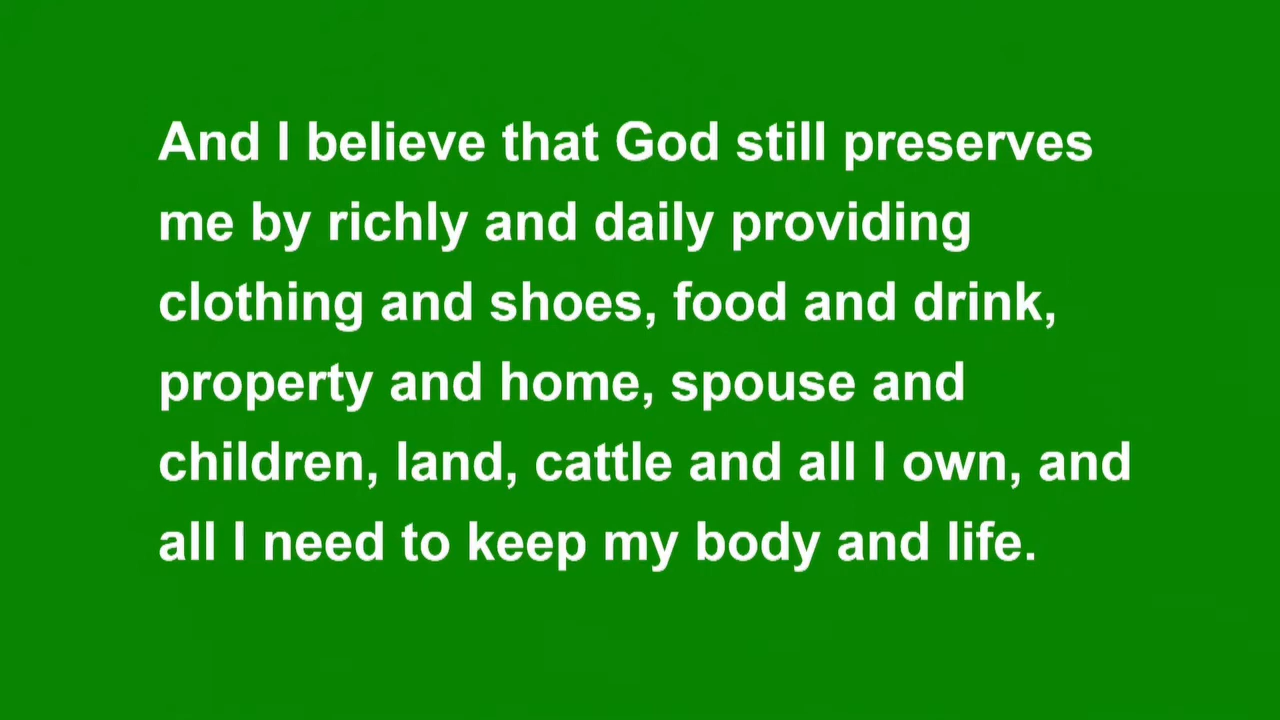 And I believe that God still preserves
me by richly and daily providing
clothing and shoes, food and drink,
property and home, spouse and
children, land, cattle and all I own, and
all I need to keep my body and life.